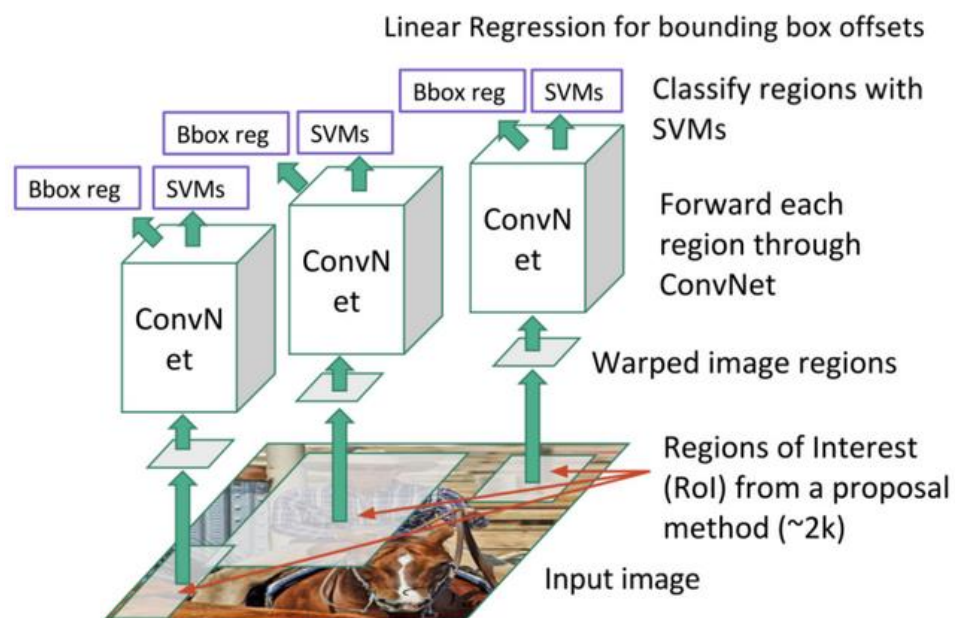 Linear Regression for bounding box offsets
Bbox reg
SVMs
Classify regions with
SVMs
Bbox reg
SVMs
Bbox reg
SVMs
ConvN
et
Forward each
region through
ConvNet
ConvN
et
ConvN
et
Warped image regions
Regions of Interest
(RoI) from a proposal
method (~2k)
Input image